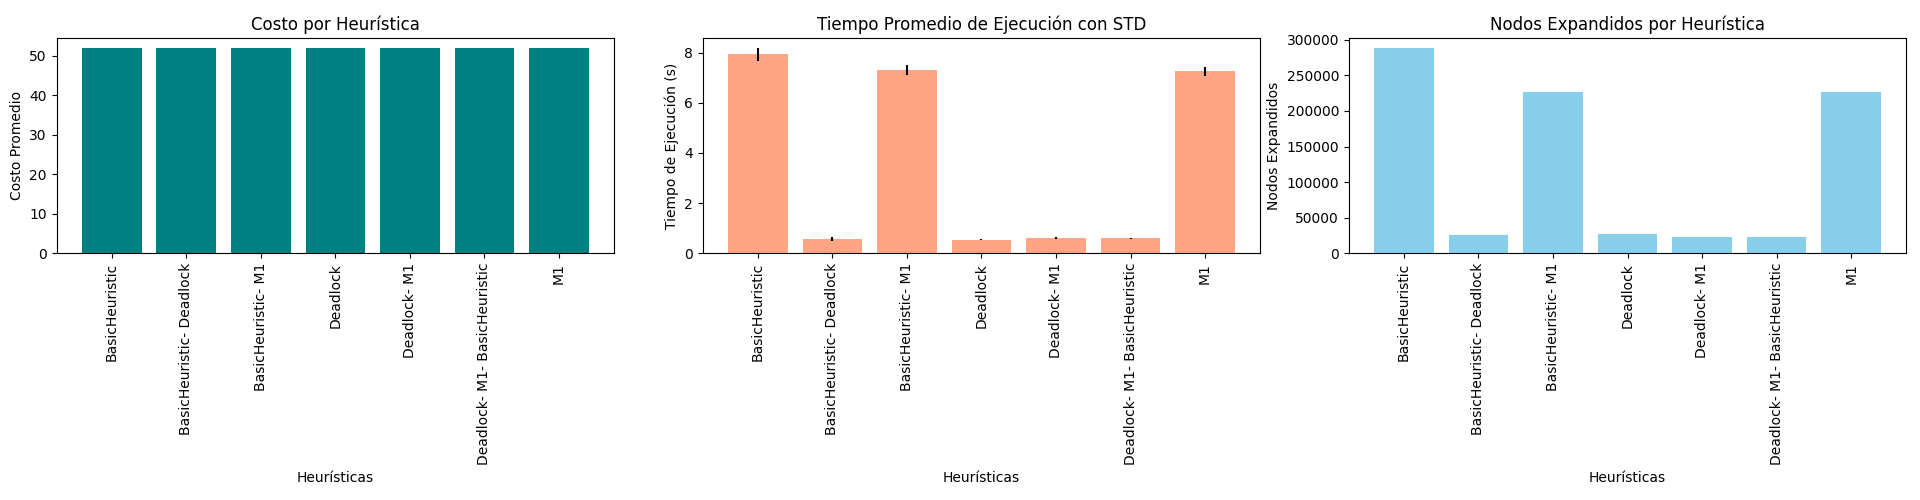 Costo por Heurística
Costo Promedio
50
40
30
20
10
0
BasicHeuristic
BasicHeuristic- Deadlock
BasicHeuristic- M1
Deadlock
Deadlock- M1
Deadlock- M1- BasicHeuristic
M1
Heurísticas
Tiempo Promedio de Ejecución con STD
Tiempo de Ejecución (s)
8
6
4
2
0
BasicHeuristic
BasicHeuristic- Deadlock
BasicHeuristic- M1
Deadlock
Deadlock- M1
Deadlock- M1- BasicHeuristic
M1
Heurísticas
Nodos Expandidos por Heurística
Nodos Expandidos
300000
250000
200000
150000
100000
50000
0
BasicHeuristic
BasicHeuristic- Deadlock
BasicHeuristic- M1
Deadlock
Deadlock- M1
Deadlock- M1- BasicHeuristic
M1
Heurísticas